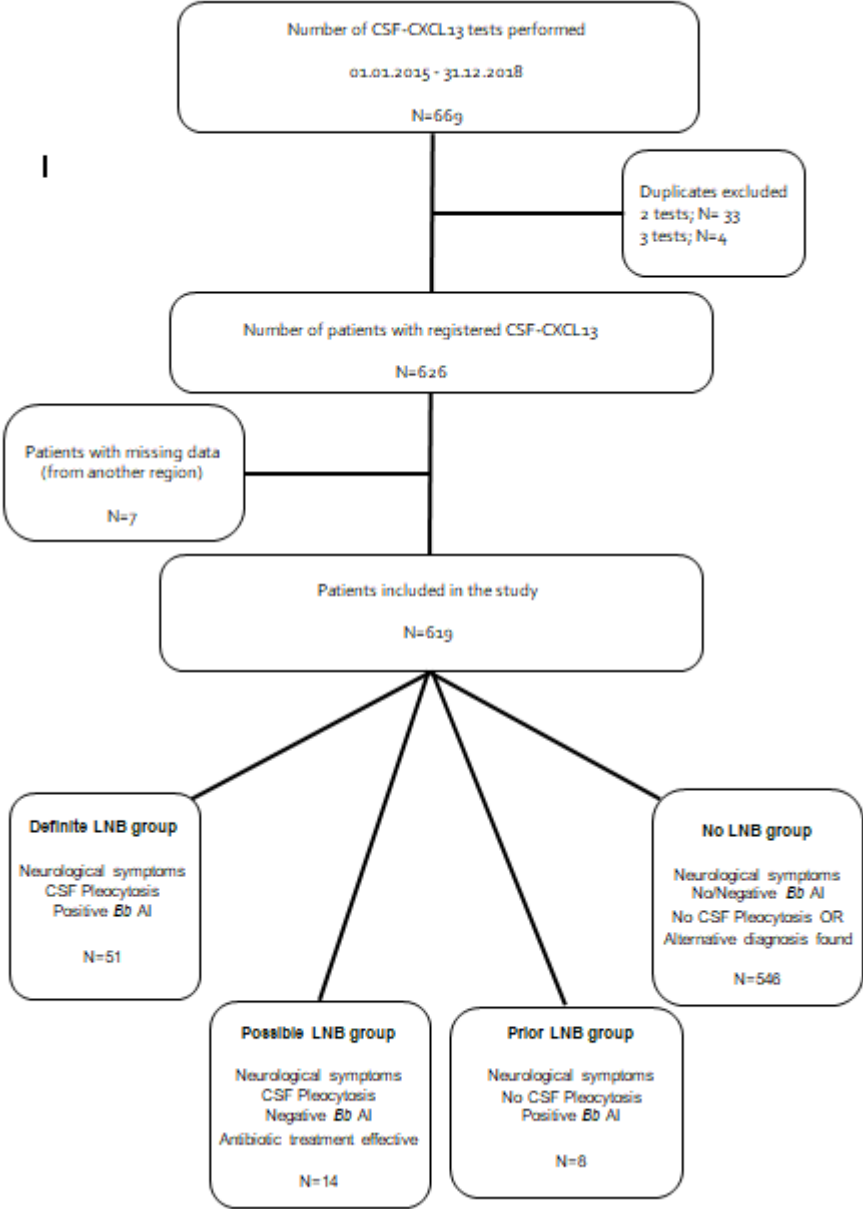 Number of CSF-CXCL13 tests performed
01.01.2015 - 31.12.2018
N=669
I
Duplicates excluded
2 tests; N= 33
3 tests; N=4
Number of patients with registered CSF-CXCL13
N=626
Patients with missing data
(from another region)
N=7
Patients included in the study
N=619
Definite LNB group
Neurological symptoms
CSF Pleocytosis
Positive Bb AI
N=51
No LNB group
Neurological symptoms
No/Negative Bb AI
No CSF Pleocytosis OR
Alternative diagnosis found
N=546
Possible LNB group
Neurological symptoms
CSF Pleocytosis
Negative Bb AI
Antibiotic treatment effective
N=14
Prior LNB group
Neurological symptoms
No CSF Pleocytosis
Positive Bb AI
N=8